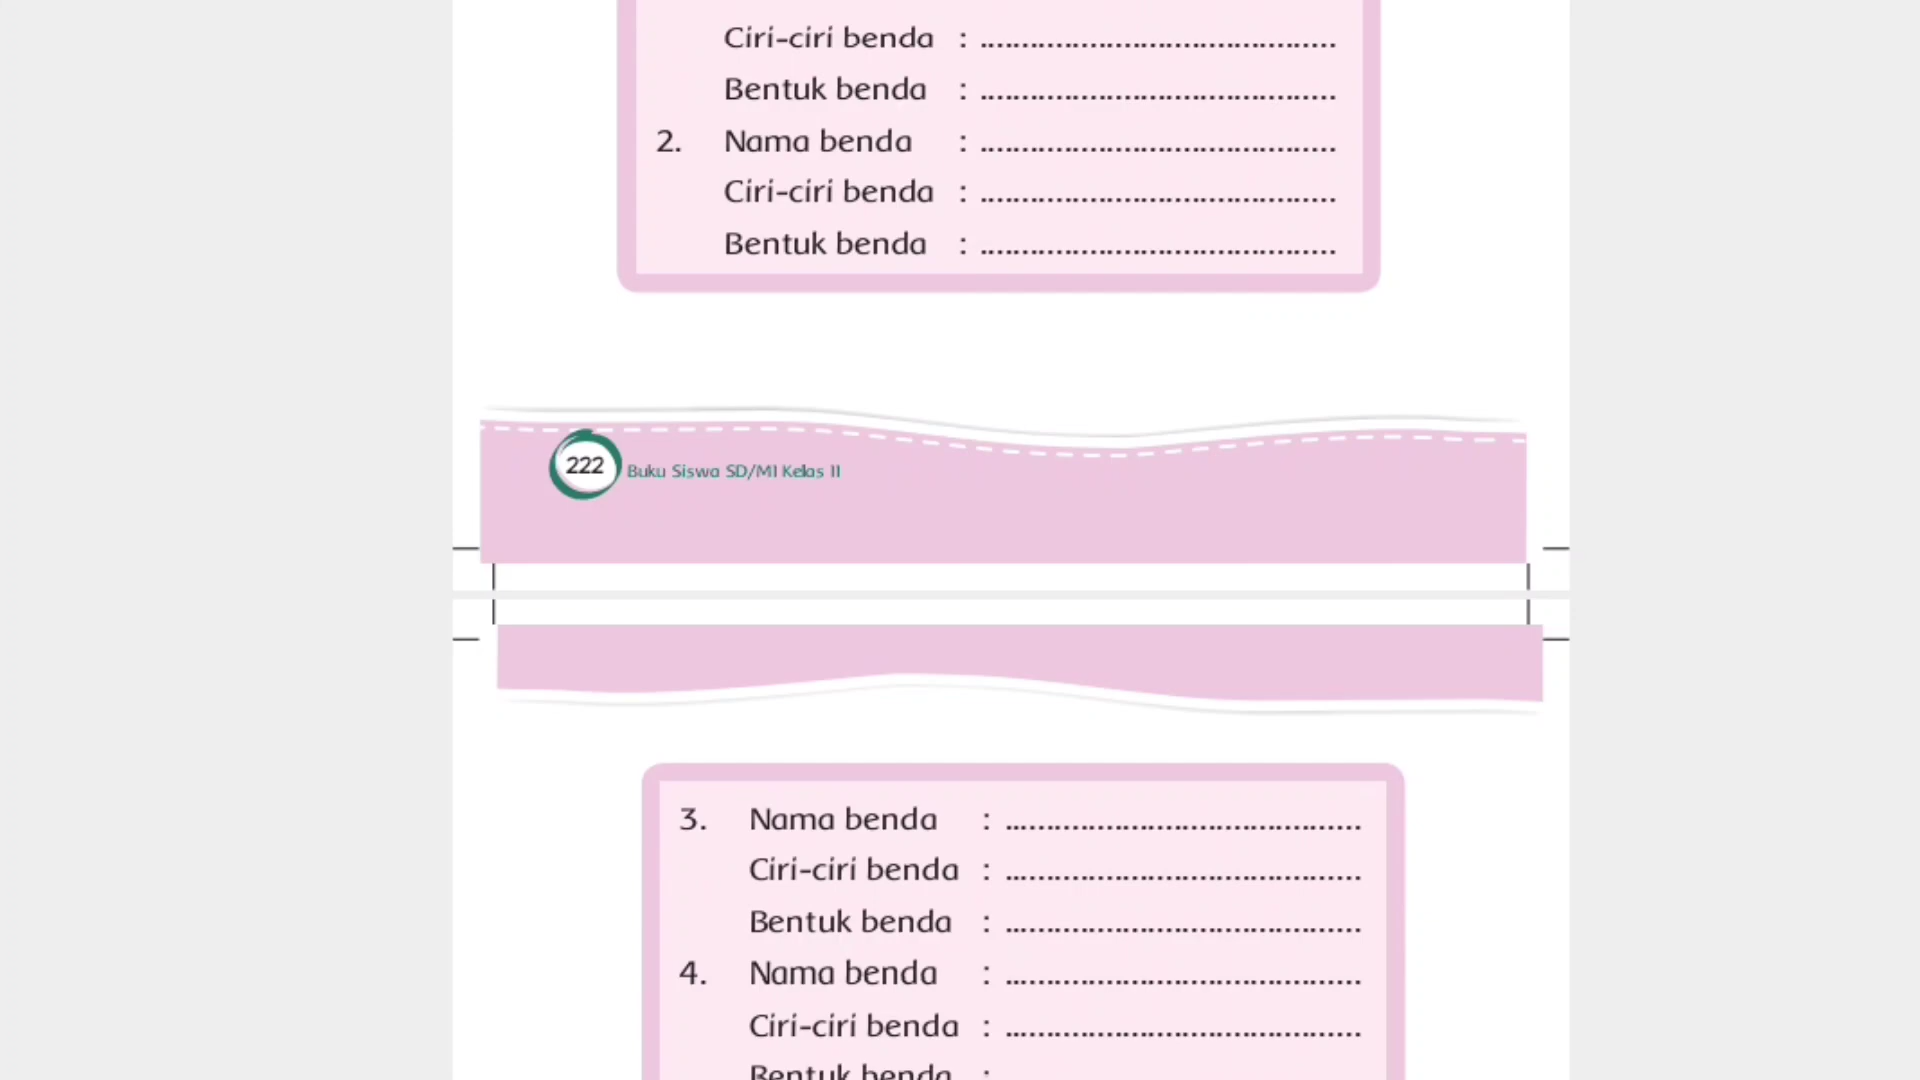 Ciri-ciri benda : ............................................
Bentuk benda : ............................................
2. Nama benda : ............................................
Ciri-ciri benda : ............................................
Bentuk benda : ............................................
222 Buku Siswa SD/MI Kelas II
3. Nama benda : ............................................
Ciri-ciri benda : ............................................
Bentuk benda : ............................................
4. Nama benda : ............................................
Ciri-ciri benda : ............................................
Bentuk benda :